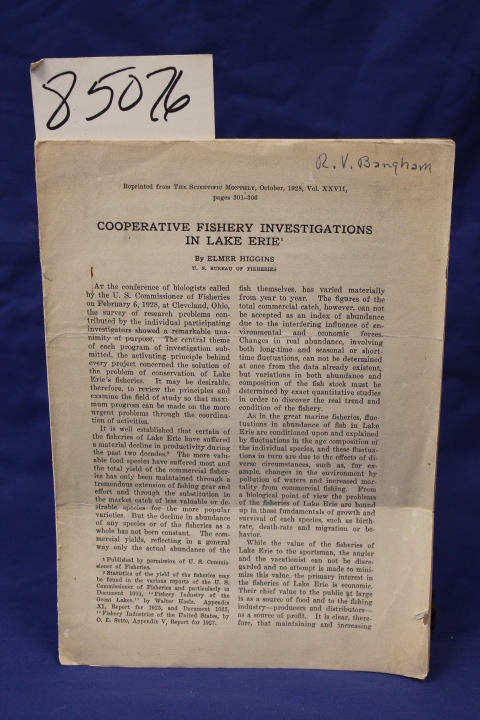 85076
R. V. Bangham
Reprinted from THE SCIENTIFIC MONTHLY, October, 1928, Vol. XXVII,
pages 301-306
COOPERATIVE FISHERY INVESTIGATIONS
IN LAKE ERIE¹
By ELMER HIGGINS
U. S. BUREAU OF FISHERIES
AT the conference of biologists called
by the U. S. Commissioner of Fisheries
on February 6, 1928, at Cleveland, Ohio,
the survey of research problems con-
tributed by the individual participating
investigators showed a remarkable una-
nimity of purpose. The central theme
of each program of investigation sub-
mitted, the activating principle behind
every project concerned the solution of
the problem of conservation of Lake
Erie's fisheries. It may be desirable,
therefore, to review the principles and
examine the field of study so that maxi-
mum progress can be made on the more
urgent problems through the coordina-
tion of activities.
It is well established that certain of
the fisheries of Lake Erie have suffered
a material decline in productivity during
the past two decades.² The more valu-
able food species have suffered most and
the total yield of the commercial fisher-
ies has only been maintained through a
tremendous extension of fishing gear and
effort and through the substitution in
the market catch of less valuable or de-
sirable species for the more popular
varieties. But the decline in abundance
of any species or of the fisheries as a
whole has not been constant. The com-
mercial yields, reflecting in a general
way only the actual abundance of the
¹ Published by permission of U. S. Commis-
sioner of Fisheries.
² Statistics of the yield of the fisheries may
be found in the various reports of the U. S.
Commissioner of Fisheries and particularly in
Document 1001, "Fishery Industry of the
Great Lakes," by Walter Koelz. Appendix
XI, Report for 1925, and Document 1025,
"Fishery Industries of the United States, by
O. E. Sette, Appendix V, Report for 1927.
fish themselves, has varied materially
from year to year. The figures of the
total commercial catch, however, can not
be accepted as an index of abundance
due to the interfering influence of en-
vironmental and economic forces.
Changes in real abundance, involving
both long-time and seasonal or short-
time fluctuations, can not be determined
at once from the data already existent,
but variations in both abundance and
composition of the fish stock must be
determined by exact quantitative studies
in order to discover the real trend and
condition of the fishery.
As in the great marine fisheries, fluc-
tuations in abundance of fish in Lake
Erie are conditioned upon and explained
by fluctuations in the age composition of
the individual species, and these fluctua-
tions in turn are due to the effects of di-
verse circumstances, such as, for ex-
ample, changes in the environment by
pollution of waters and increased mor-
tality from commercial fishing. From
a biological point of view the problems
of the fisheries of Lake Erie are bound
up in those fundamentals of growth and
survival of each species, such as birth-
rate, death-rate and migration or be-
havior.
While the value of the fisheries of
Lake Erie to the sportsman, the angler
and the vacationist can not be disre-
garded and no attempt is made to mini-
mize this value, the primary interest in
the fisheries of Lake Erie is economic.
Their chief value to the public at large
is as a source of food and to the fishing
industry—producers and distributors—
as a source of profit. It is clear, there-
fore, that maintaining and increasing